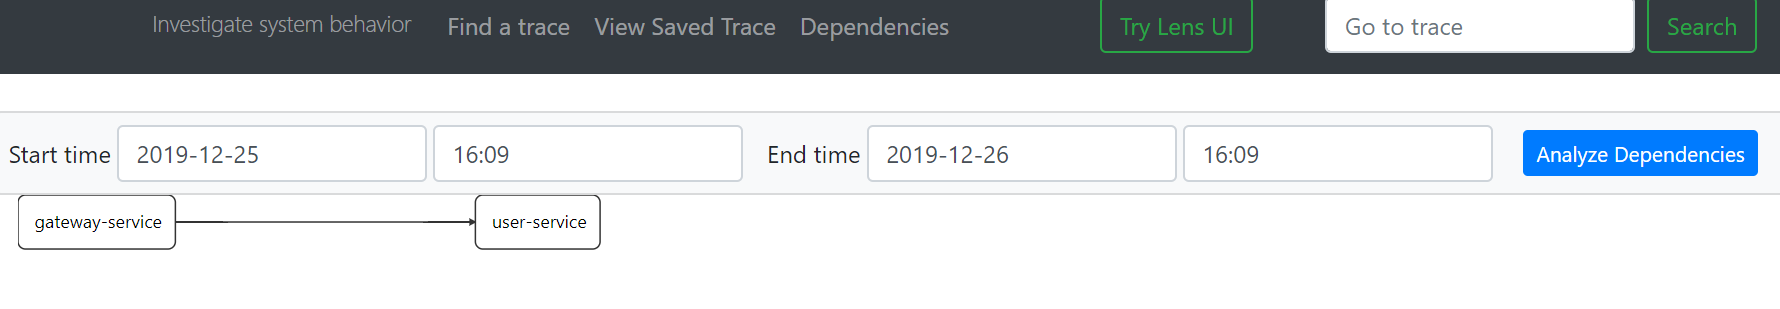 Investigate system behavior Find a trace View Saved Trace Dependencies Try Lens UI Go to trace Search
Start time 2019-12-25 16:09 End time 2019-12-26 16:09 Analyze Dependencies
gateway-service user-service